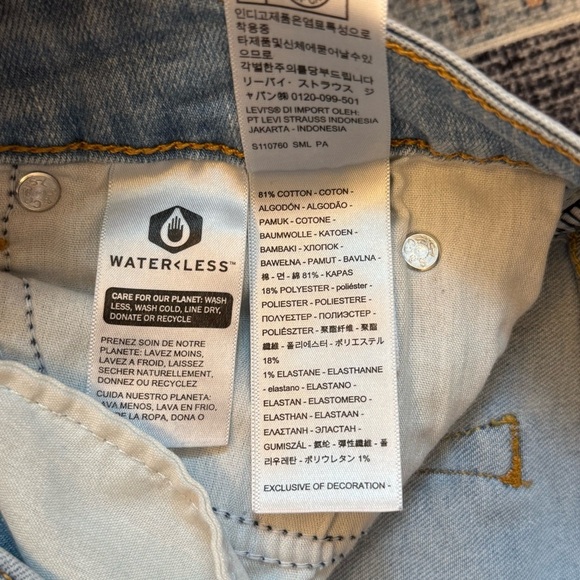 인디고제품은염료특성상
착용중
타제품및신체에이염될수있
으므로
각별한주의를당부드립니다
リーバイ・ストラウス ジ
ャパン㈱ 0120-099-501
LEVI'S® DI IMPORT OLEH:
PT LEVI STRAUSS INDONESIA
JAKARTA - INDONESIA
S110760 SML PA
WATER<LESS™
CARE FOR OUR PLANET: WASH
LESS, WASH COLD, LINE DRY,
DONATE OR RECYCLE
PRENEZ SOIN DE NOTRE
PLANETE: LAVEZ MOINS,
LAVEZ A FROID, LAISSEZ
SECHER NATURELLEMENT,
DONNEZ OU RECYCLEZ
CUIDA NUESTRO PLANETA:
LAVA MENOS, LAVA EN FRIO,
DE LA ROPA, DONA O
81% COTTON - COTON -
ALGODÓN - ALGODÃO -
PAMUK - COTONE -
BAUMWOLLE - KATOEN -
BAMBAKI - ХЛОПОК -
BAWEŁNA - PAMUT - BAVLNA -
棉 - 면 - 綿 81% - KAPAS
18% POLYESTER - poliéster -
POLIESTER - POLIESTERE -
ΠΟΛΥΕΣΤΕΡ - ПОЛИЭСТЕР -
POLIÉSZTER - 聚酯纤维 - 聚酯
纖維 - 폴리에스터 - ポリエステル
18%
1% ELASTANE - ELASTHANNE
- elastano - ELASTANO -
ELASTAN - ELASTOMERO -
ELASTHAN - ELASTAAN -
ΕΛΑΣΤΑΝΗ - ЭЛАСТАН -
GUMISZÁL - 氨纶 - 彈性纖維 - 폴
리우레탄 - ポリウレタン 1%
EXCLUSIVE OF DECORATION -